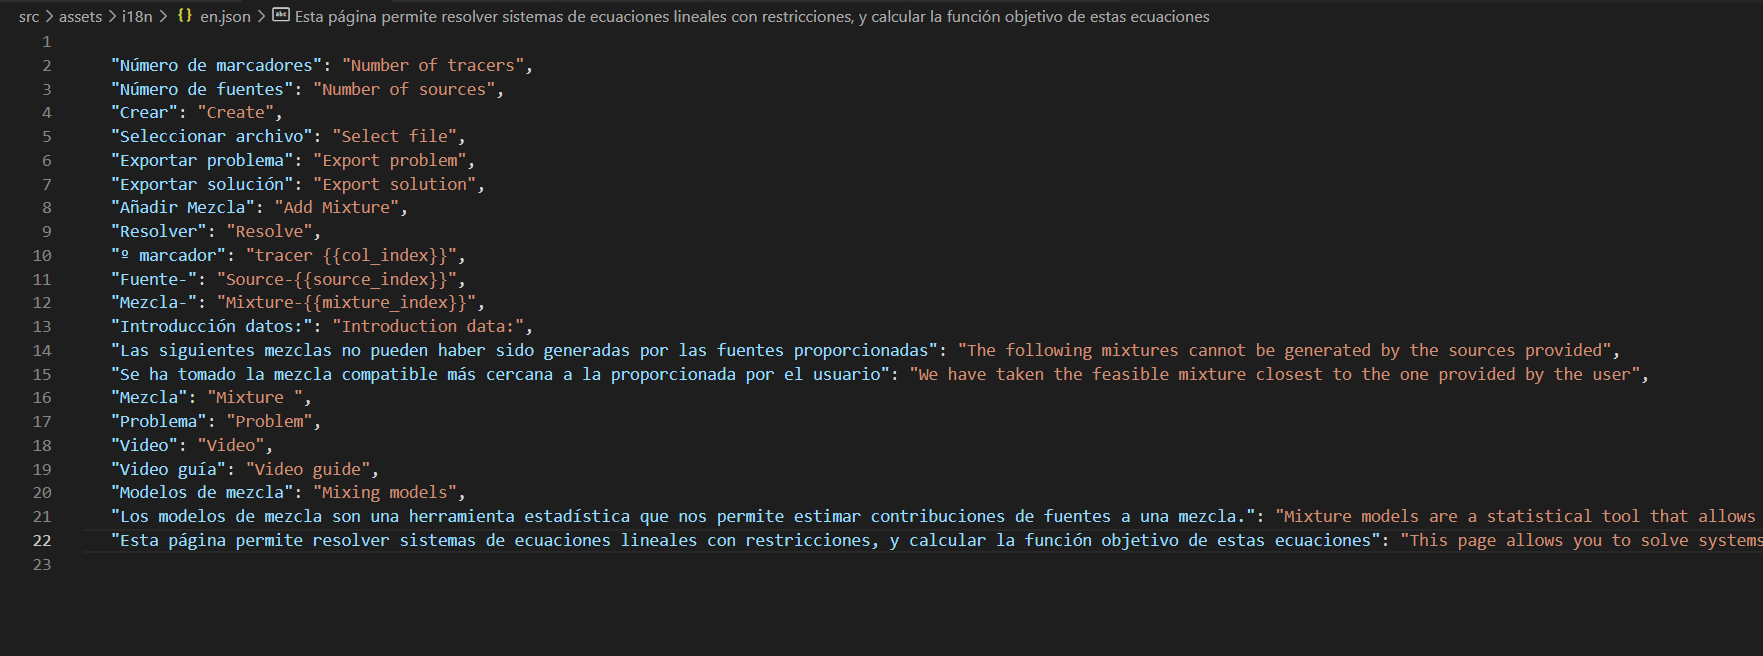 src > assets > i18n > {} en.json > abc Esta página permite resolver sistemas de ecuaciones lineales con restricciones, y calcular la función objetivo de estas ecuaciones
1
2 "Número de marcadores": "Number of tracers",
3 "Número de fuentes": "Number of sources",
4 "Crear": "Create",
5 "Seleccionar archivo": "Select file",
6 "Exportar problema": "Export problem",
7 "Exportar solución": "Export solution",
8 "Añadir Mezcla": "Add Mixture",
9 "Resolver": "Resolve",
10 "º marcador": "tracer {{col_index}}",
11 "Fuente-": "Source-{{source_index}}",
12 "Mezcla-": "Mixture-{{mixture_index}}",
13 "Introducción datos:": "Introduction data:",
14 "Las siguientes mezclas no pueden haber sido generadas por las fuentes proporcionadas": "The following mixtures cannot be generated by the sources provided",
15 "Se ha tomado la mezcla compatible más cercana a la proporcionada por el usuario": "We have taken the feasible mixture closest to the one provided by the user",
16 "Mezcla": "Mixture ",
17 "Problema": "Problem",
18 "Video": "Video",
19 "Video guía": "Video guide",
20 "Modelos de mezcla": "Mixing models",
21 "Los modelos de mezcla son una herramienta estadística que nos permite estimar contribuciones de fuentes a una mezcla.": "Mixture models are a statistical tool that allows
22 "Esta página permite resolver sistemas de ecuaciones lineales con restricciones, y calcular la función objetivo de estas ecuaciones": "This page allows you to solve systems
23